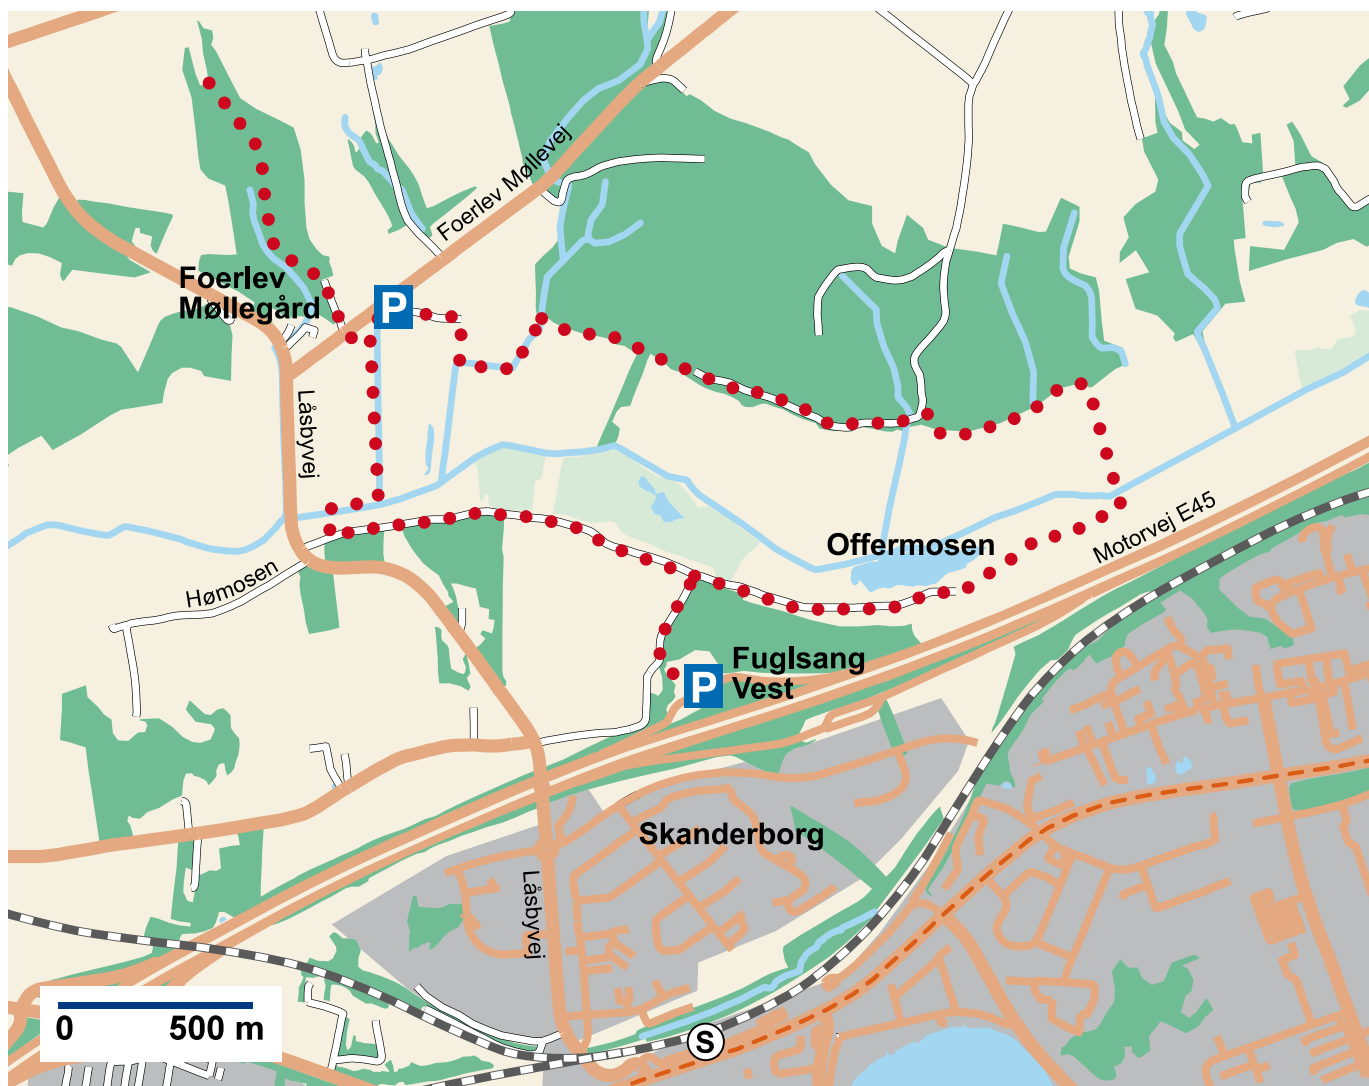 Foerlev Møllevej
Foerlev
Møllegård
P
Låsbyvej
Motorvej E45
Offermosen
Hømosen
Fuglsang
Vest
P
Skanderborg
Låsbyvej
0 500 m
S